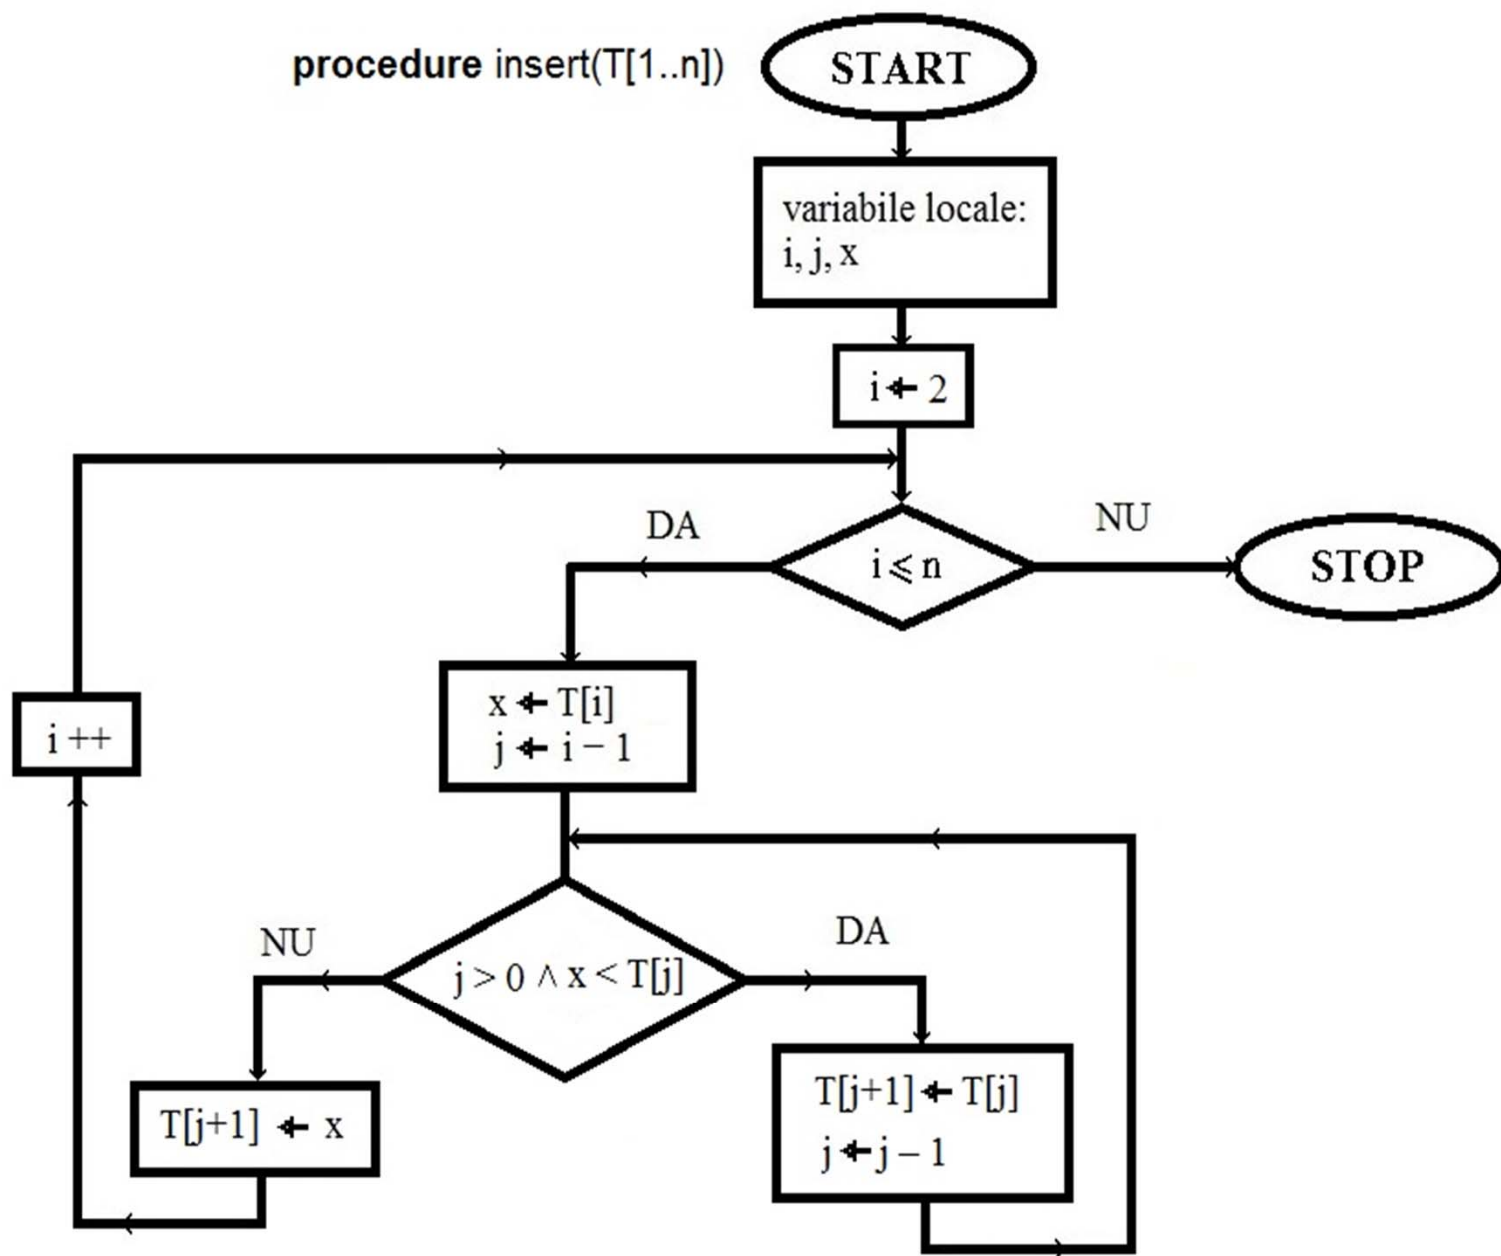 procedure insert(T[1..n])
START
variabile locale:
i, j, x
i ← 2
DA
NU
i ⩽ n
STOP
x ← T[i]
j ← i – 1
i ++
NU
DA
j > 0 ∧ x < T[j]
T[j+1] ← x
T[j+1] ← T[j]
j ← j – 1